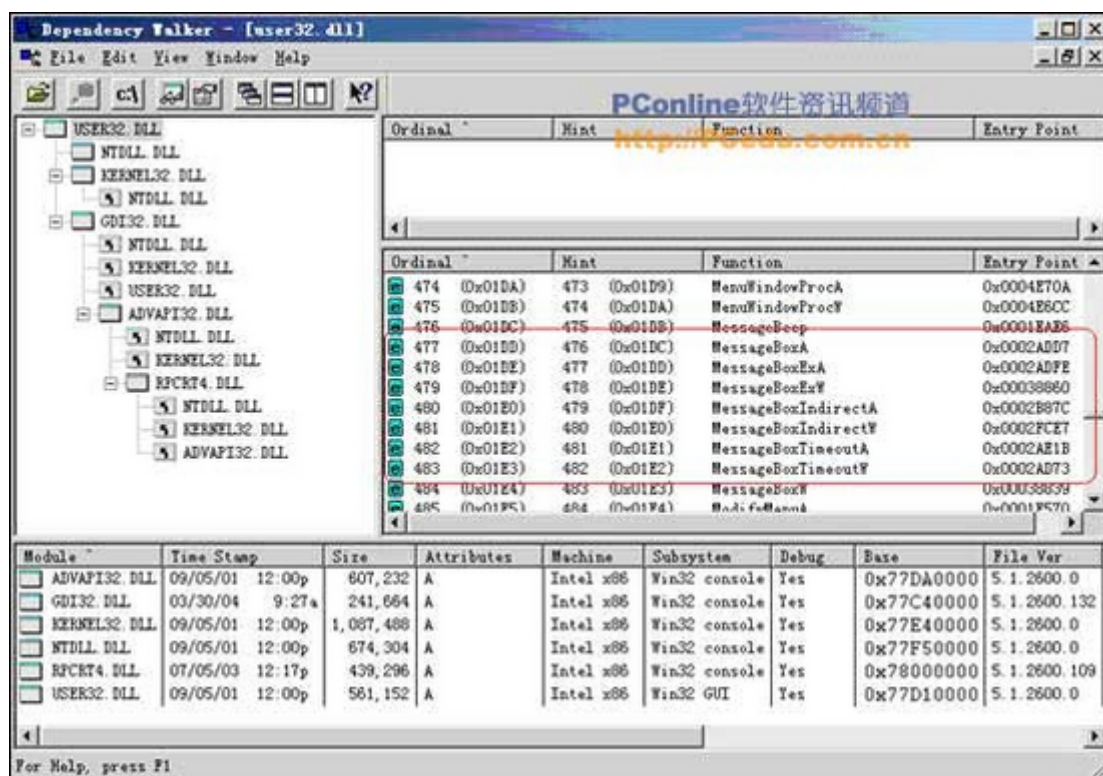 Dependency Walker - [user32.dll]
File Edit View Window Help
c:\
PConline软件资讯频道
USER32.DLL
NTDLL.DLL
KERNEL32.DLL
NTDLL.DLL
GDI32.DLL
NTDLL.DLL
KERNEL32.DLL
USER32.DLL
ADVAPI32.DLL
NTDLL.DLL
KERNEL32.DLL
RPCRT4.DLL
NTDLL.DLL
KERNEL32.DLL
ADVAPI32.DLL
Ordinal Hint Function Entry Point
Ordinal Hint Function Entry Point
474 (0x01DA) 473 (0x01D9) MenuWindowProcA 0x0004E70A
475 (0x01DB) 474 (0x01DA) MenuWindowProcW 0x0004E6CC
476 (0x01DC) 475 (0x01DB) MessageBeep 0x0001EAE6
477 (0x01DD) 476 (0x01DC) MessageBoxA 0x0002ADD7
478 (0x01DE) 477 (0x01DD) MessageBoxExA 0x0002ADFE
479 (0x01DF) 478 (0x01DE) MessageBoxExW 0x00038860
480 (0x01E0) 479 (0x01DF) MessageBoxIndirectA 0x0002B87C
481 (0x01E1) 480 (0x01E0) MessageBoxIndirectW 0x0002FCE7
482 (0x01E2) 481 (0x01E1) MessageBoxTimeoutA 0x0002AE1B
483 (0x01E3) 482 (0x01E2) MessageBoxTimeoutW 0x0002AD73
484 (0x01E4) 483 (0x01E3) MessageBoxW 0x00038839
485 (0x01E5) 484 (0x01E4) ModifyMenuA 0x0001F570
Module Time Stamp Size Attributes Machine Subsystem Debug Base File Ver
ADVAPI32.DLL 09/05/01 12:00p 607,232 A Intel x86 Win32 console Yes 0x77DA0000 5.1.2600.0
GDI32.DLL 03/30/04 9:27a 241,664 A Intel x86 Win32 console Yes 0x77C40000 5.1.2600.132
KERNEL32.DLL 09/05/01 12:00p 1,087,488 A Intel x86 Win32 console Yes 0x77E40000 5.1.2600.0
NTDLL.DLL 09/05/01 12:00p 674,304 A Intel x86 Win32 console Yes 0x77F50000 5.1.2600.0
RPCRT4.DLL 07/05/03 12:17p 439,296 A Intel x86 Win32 console Yes 0x78000000 5.1.2600.109
USER32.DLL 09/05/01 12:00p 561,152 A Intel x86 Win32 GUI Yes 0x77D10000 5.1.2600.0
For Help, press F1